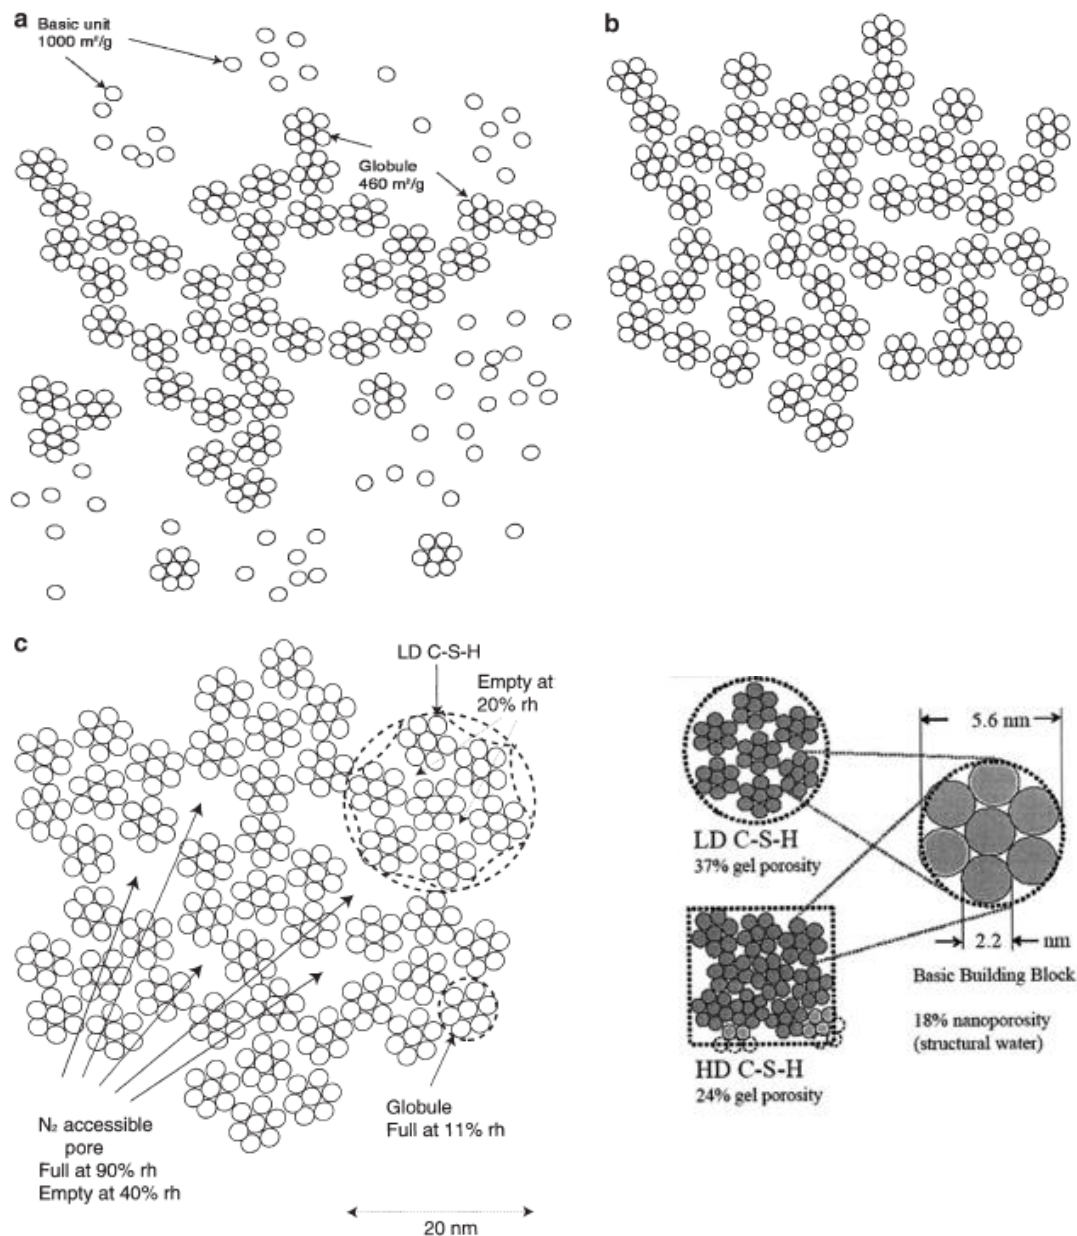 a
Basic unit
1000 m²/g
Globule
460 m²/g
b
c
LD C-S-H
Empty at
20% rh
N₂ accessible
pore
Full at 90% rh
Empty at 40% rh
Globule
Full at 11% rh
20 nm
LD C-S-H
37% gel porosity
HD C-S-H
24% gel porosity
5.6 nm
2.2 nm
Basic Building Block
18% nanoporosity
(structural water)